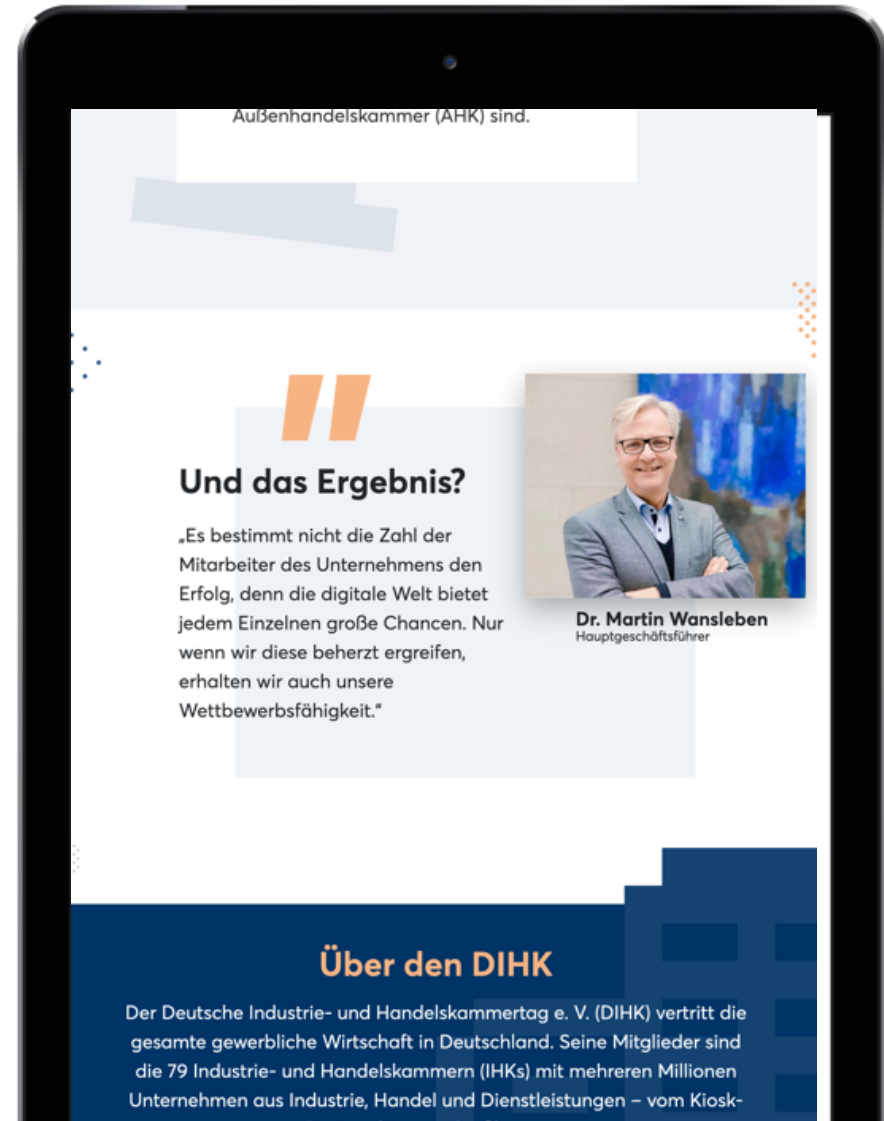 Außenhandelskammer (AHK) sind.
Und das Ergebnis?
„Es bestimmt nicht die Zahl der
Mitarbeiter des Unternehmens den
Erfolg, denn die digitale Welt bietet
jedem Einzelnen große Chancen. Nur
wenn wir diese beherzt ergreifen,
erhalten wir auch unsere
Wettbewerbsfähigkeit.“
Dr. Martin Wansleben
Hauptgeschäftsführer
Über den DIHK
Der Deutsche Industrie- und Handelskammertag e. V. (DIHK) vertritt die
gesamte gewerbliche Wirtschaft in Deutschland. Seine Mitglieder sind
die 79 Industrie- und Handelskammern (IHKs) mit mehreren Millionen
Unternehmen aus Industrie, Handel und Dienstleistungen – vom Kiosk-